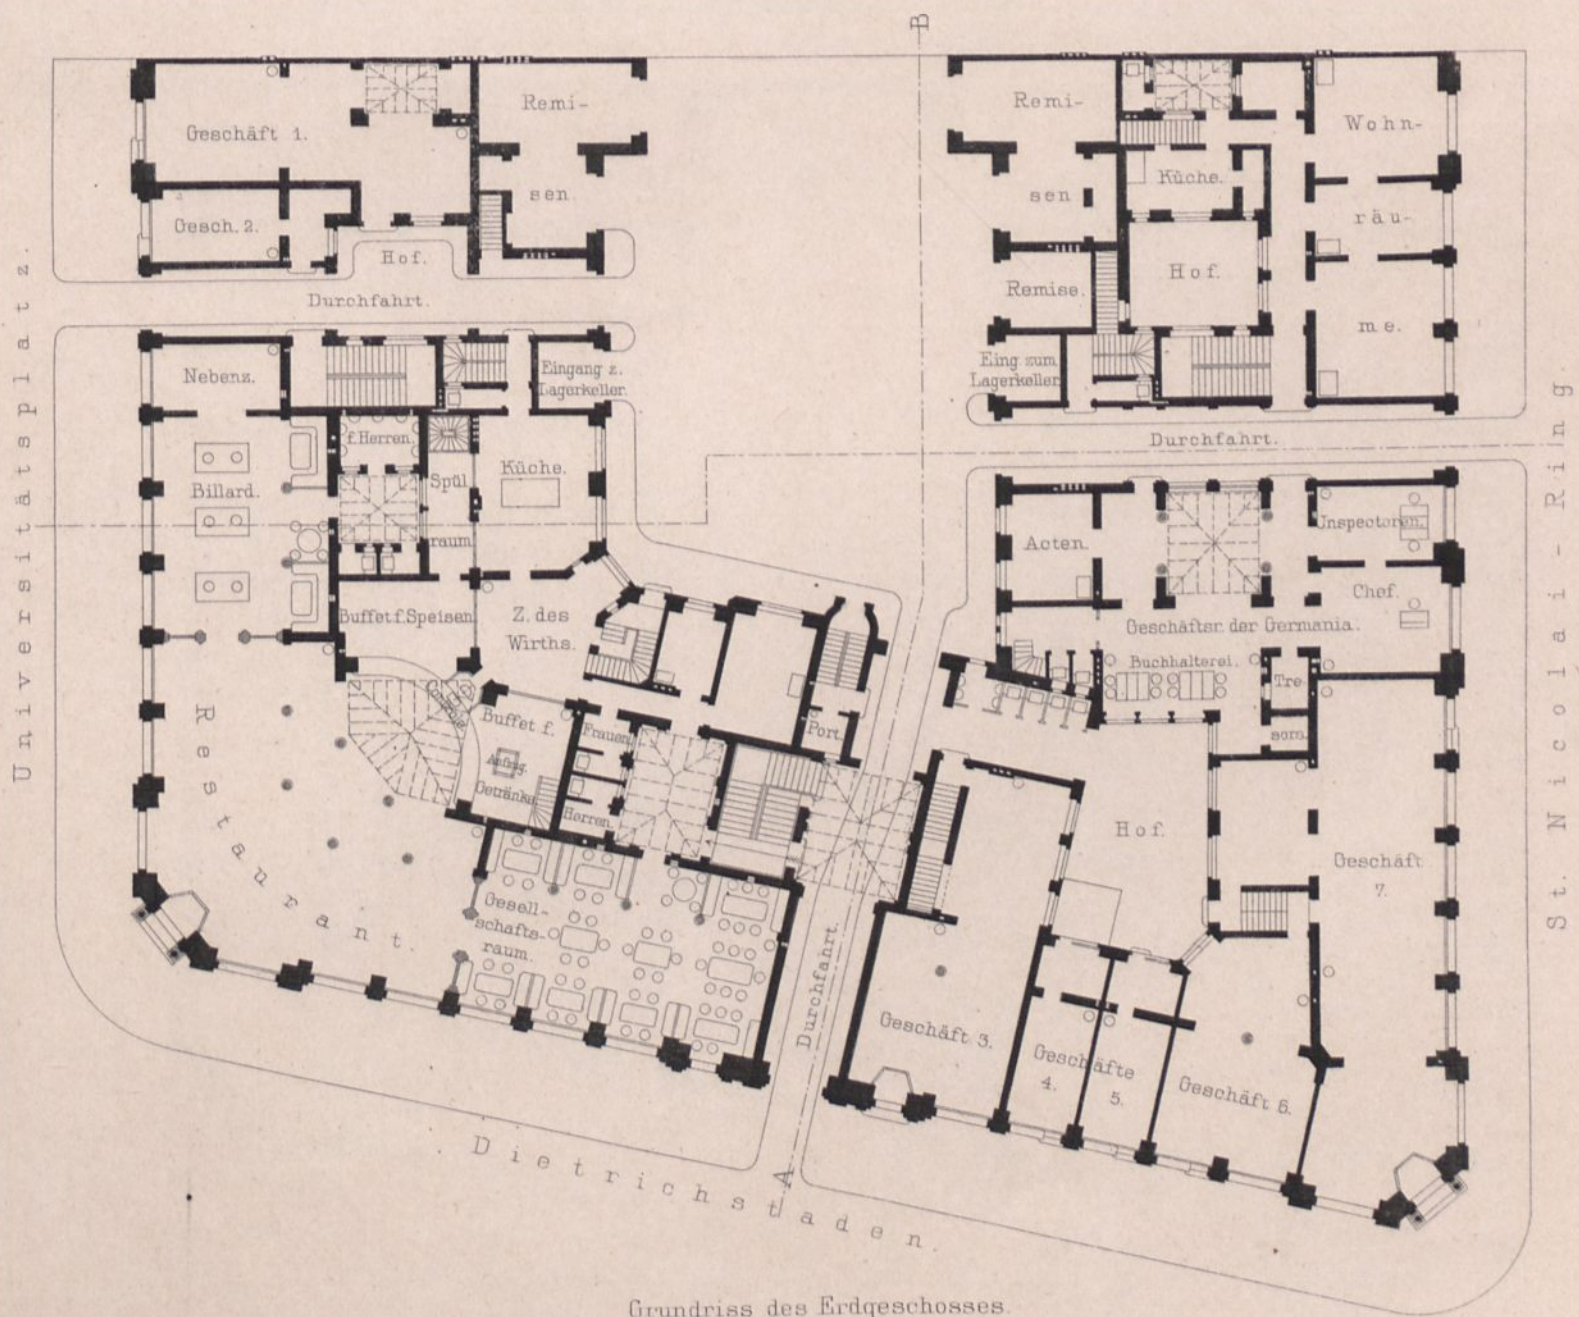 B
Geschäft 1.
Remi-
sen.
Gesch. 2.
Hof.
Durchfahrt.
Remi-
sen
Küche.
Wohn-
räu-
me.
Hof.
Remise.
Eing zum
Lagerkeller
Durchfahrt.
Universitätsplatz.
St. Nicolai-Ring.
Nebenz.
Eingang z.
Lagerkeller.
f. Herren.
Billard.
Spül
raum
Küche.
Buffet f. Speisen.
Z. des
Wirths.
Restaurant.
Buffet f.
Getränke
Frauen
Herren.
Port.
Gesell-
schafts-
raum.
Durchfahrt.
Acten.
Inspectoren.
Chef.
Geschäftsr. der Germania.
Buchhalterei.
Tre
sors.
Hof.
Geschäft
7.
Geschäft 3.
Geschäfte
4.
5.
Geschäft 6.
A
Dietrichstaden.
Grundriss des Erdgeschosses.